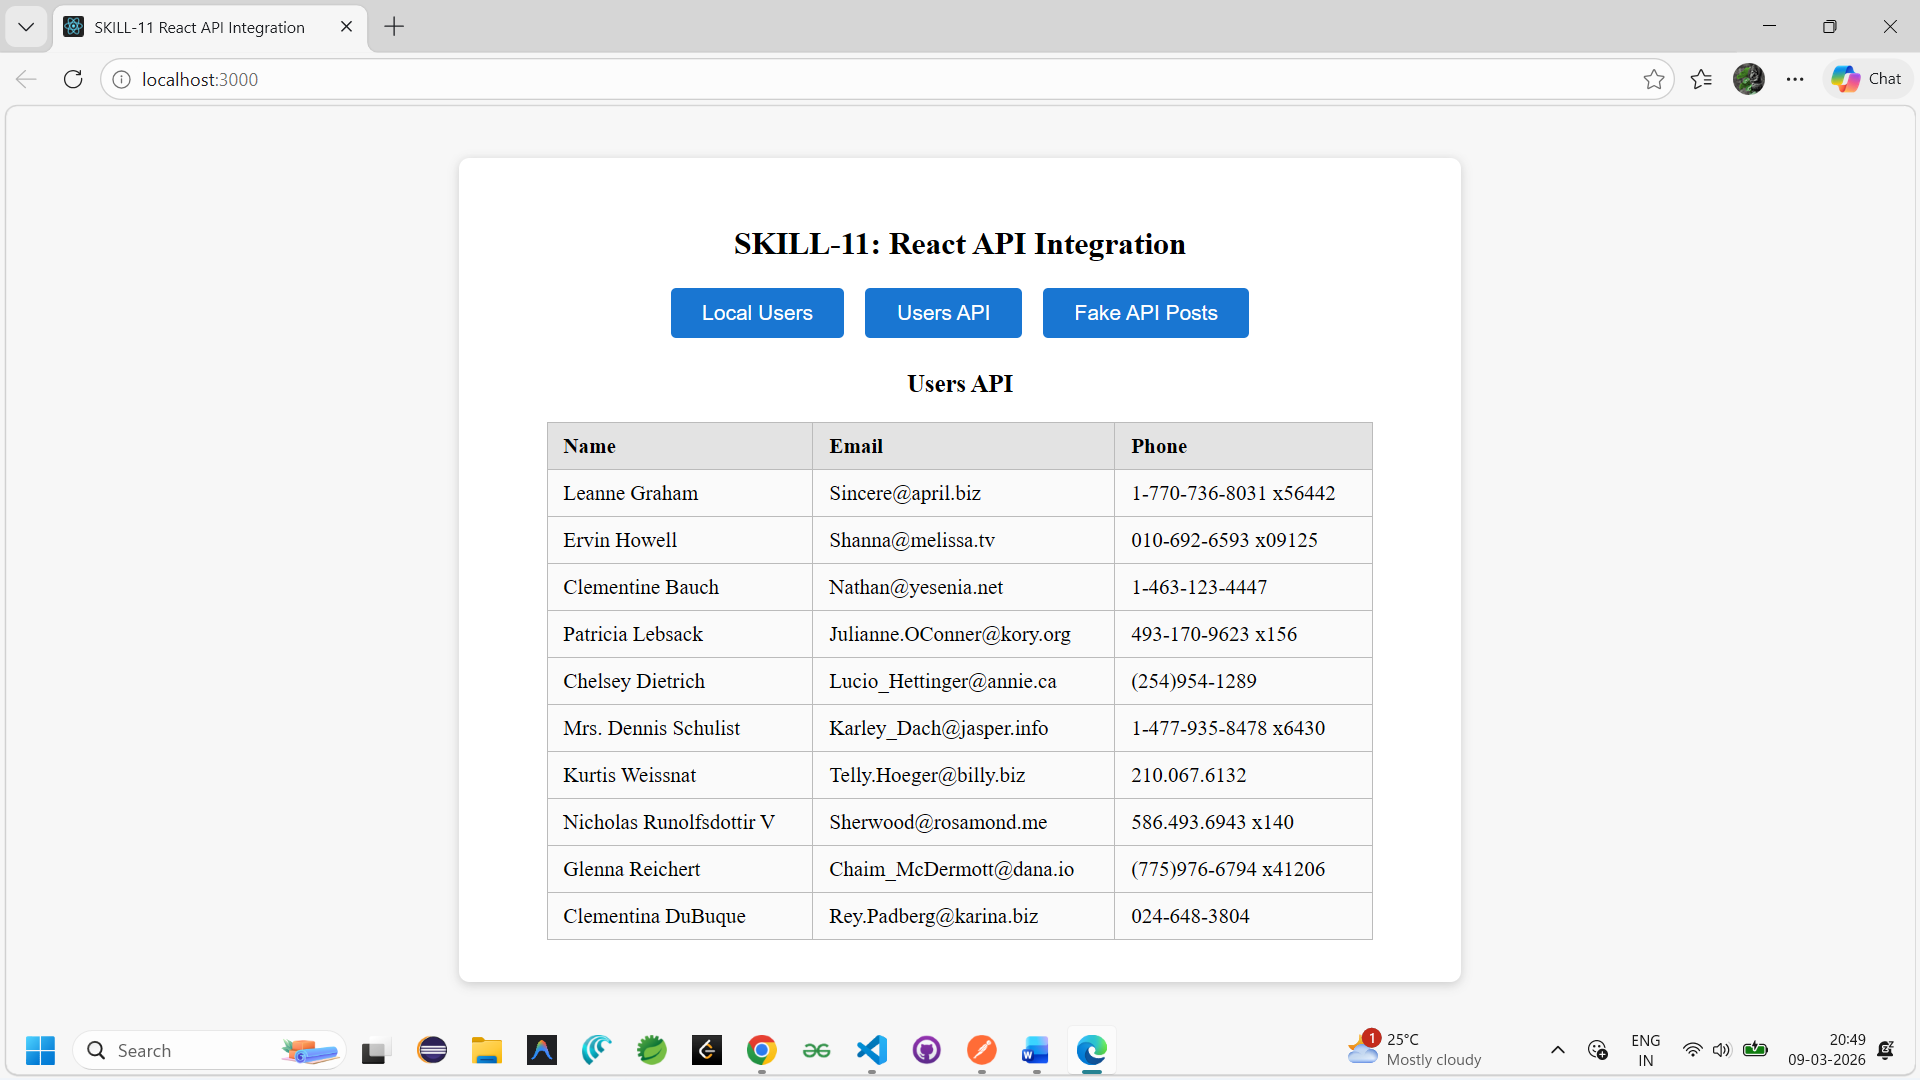 SKILL-11 React API Integration
localhost:3000
Chat
SKILL-11: React API Integration
Local Users Users API Fake API Posts
Users API
Name Email Phone
Leanne Graham Sincere@april.biz 1-770-736-8031 x56442
Ervin Howell Shanna@melissa.tv 010-692-6593 x09125
Clementine Bauch Nathan@yesenia.net 1-463-123-4447
Patricia Lebsack Julianne.OConner@kory.org 493-170-9623 x156
Chelsey Dietrich Lucio_Hettinger@annie.ca (254)954-1289
Mrs. Dennis Schulist Karley_Dach@jasper.info 1-477-935-8478 x6430
Kurtis Weissnat Telly.Hoeger@billy.biz 210.067.6132
Nicholas Runolfsdottir V Sherwood@rosamond.me 586.493.6943 x140
Glenna Reichert Chaim_McDermott@dana.io (775)976-6794 x41206
Clementina DuBuque Rey.Padberg@karina.biz 024-648-3804
Search
W
1
25°C
Mostly cloudy
ENG
IN
20:49
09-03-2026